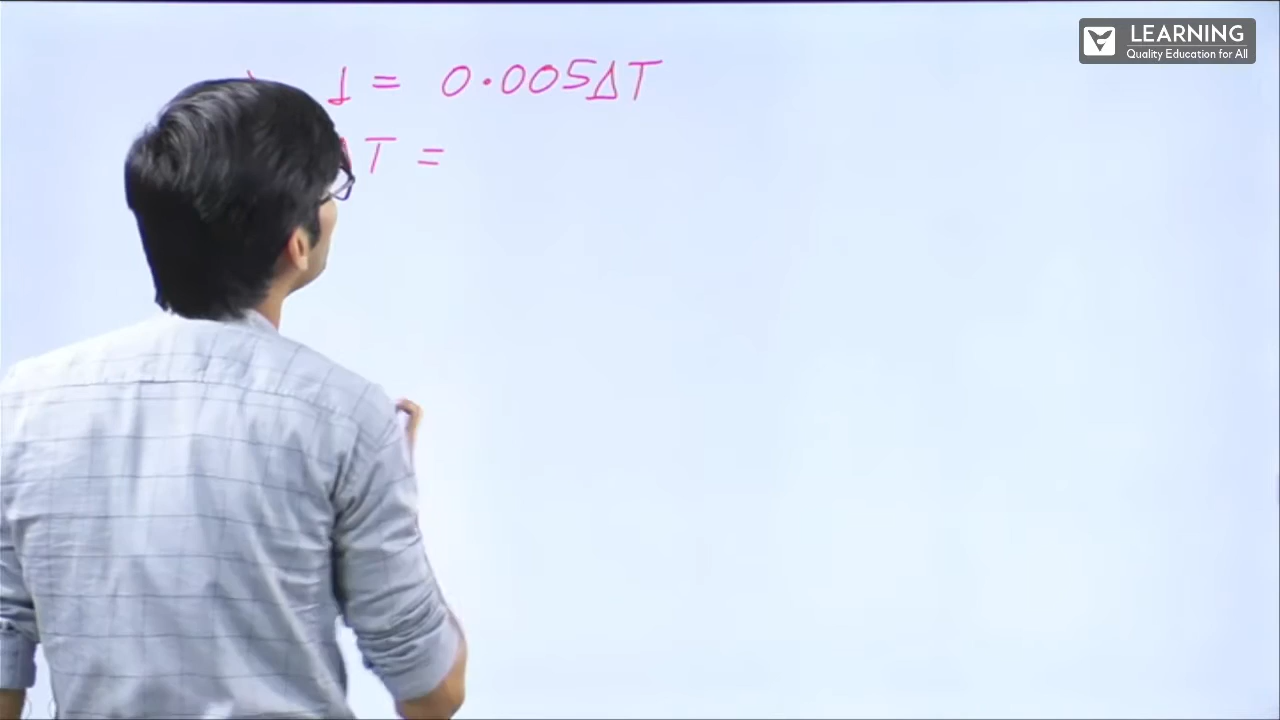 1 = 0.005ΔT
T =
LEARNING
Quality Education for All